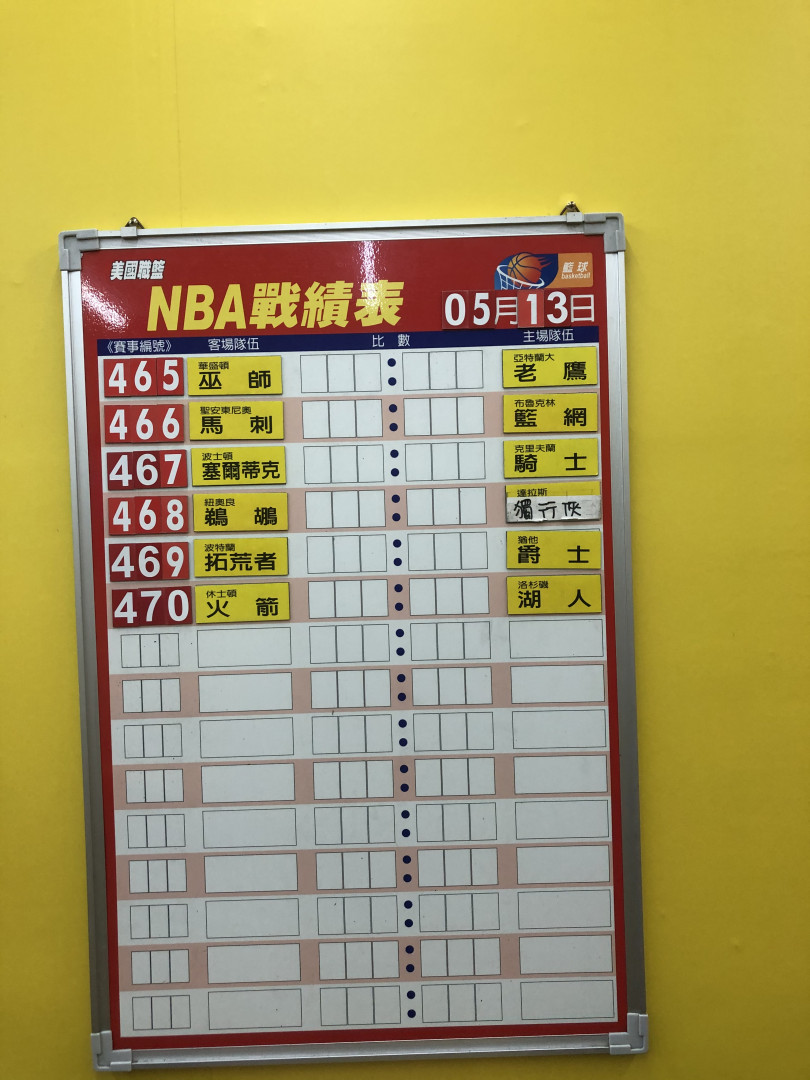 美國職籃
籃球
basketball
NBA戰績表 05月13日
《賽事編號》 客場隊伍 比數 主場隊伍
465 華盛頓 巫師 : 亞特蘭大 老鷹
466 聖安東尼奧 馬刺 : 布魯克林 籃網
467 波士頓 塞爾蒂克 : 克里夫蘭 騎士
468 紐奧良 鵜鶘 : 達拉斯 獨行俠
469 波特蘭 拓荒者 : 猶他 爵士
470 休士頓 火箭 : 洛杉磯 湖人